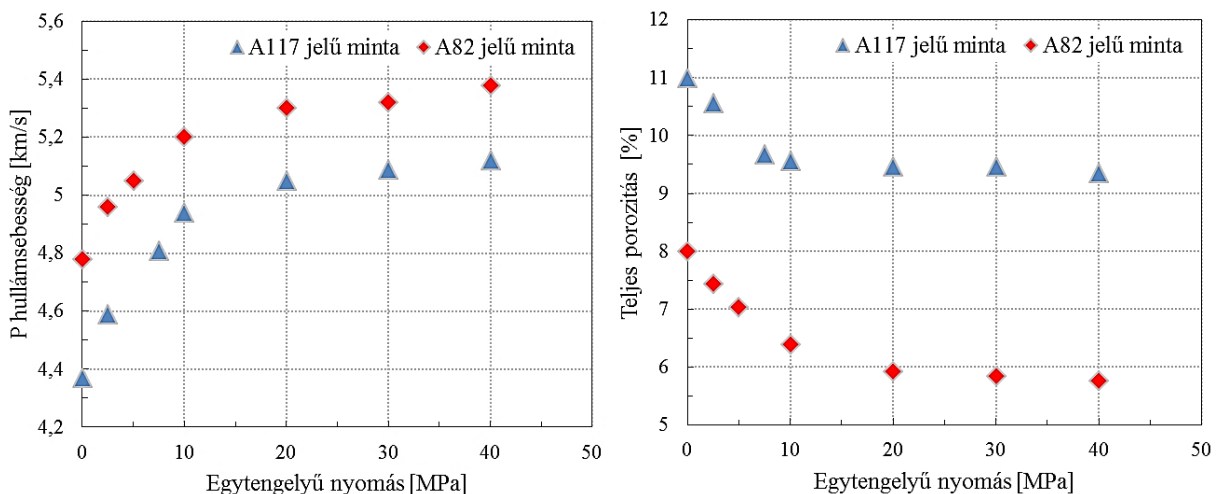 5,6
5,4
5,2
5
4,8
4,6
4,4
4,2
P hullámsebesség [km/s]
A117 jelű minta
A82 jelű minta
0 10 20 30 40 50
Egytengelyű nyomás [MPa]
12
11
10
9
8
7
6
5
Teljes porozitás [%]
A117 jelű minta
A82 jelű minta
0 10 20 30 40 50
Egytengelyű nyomás [MPa]